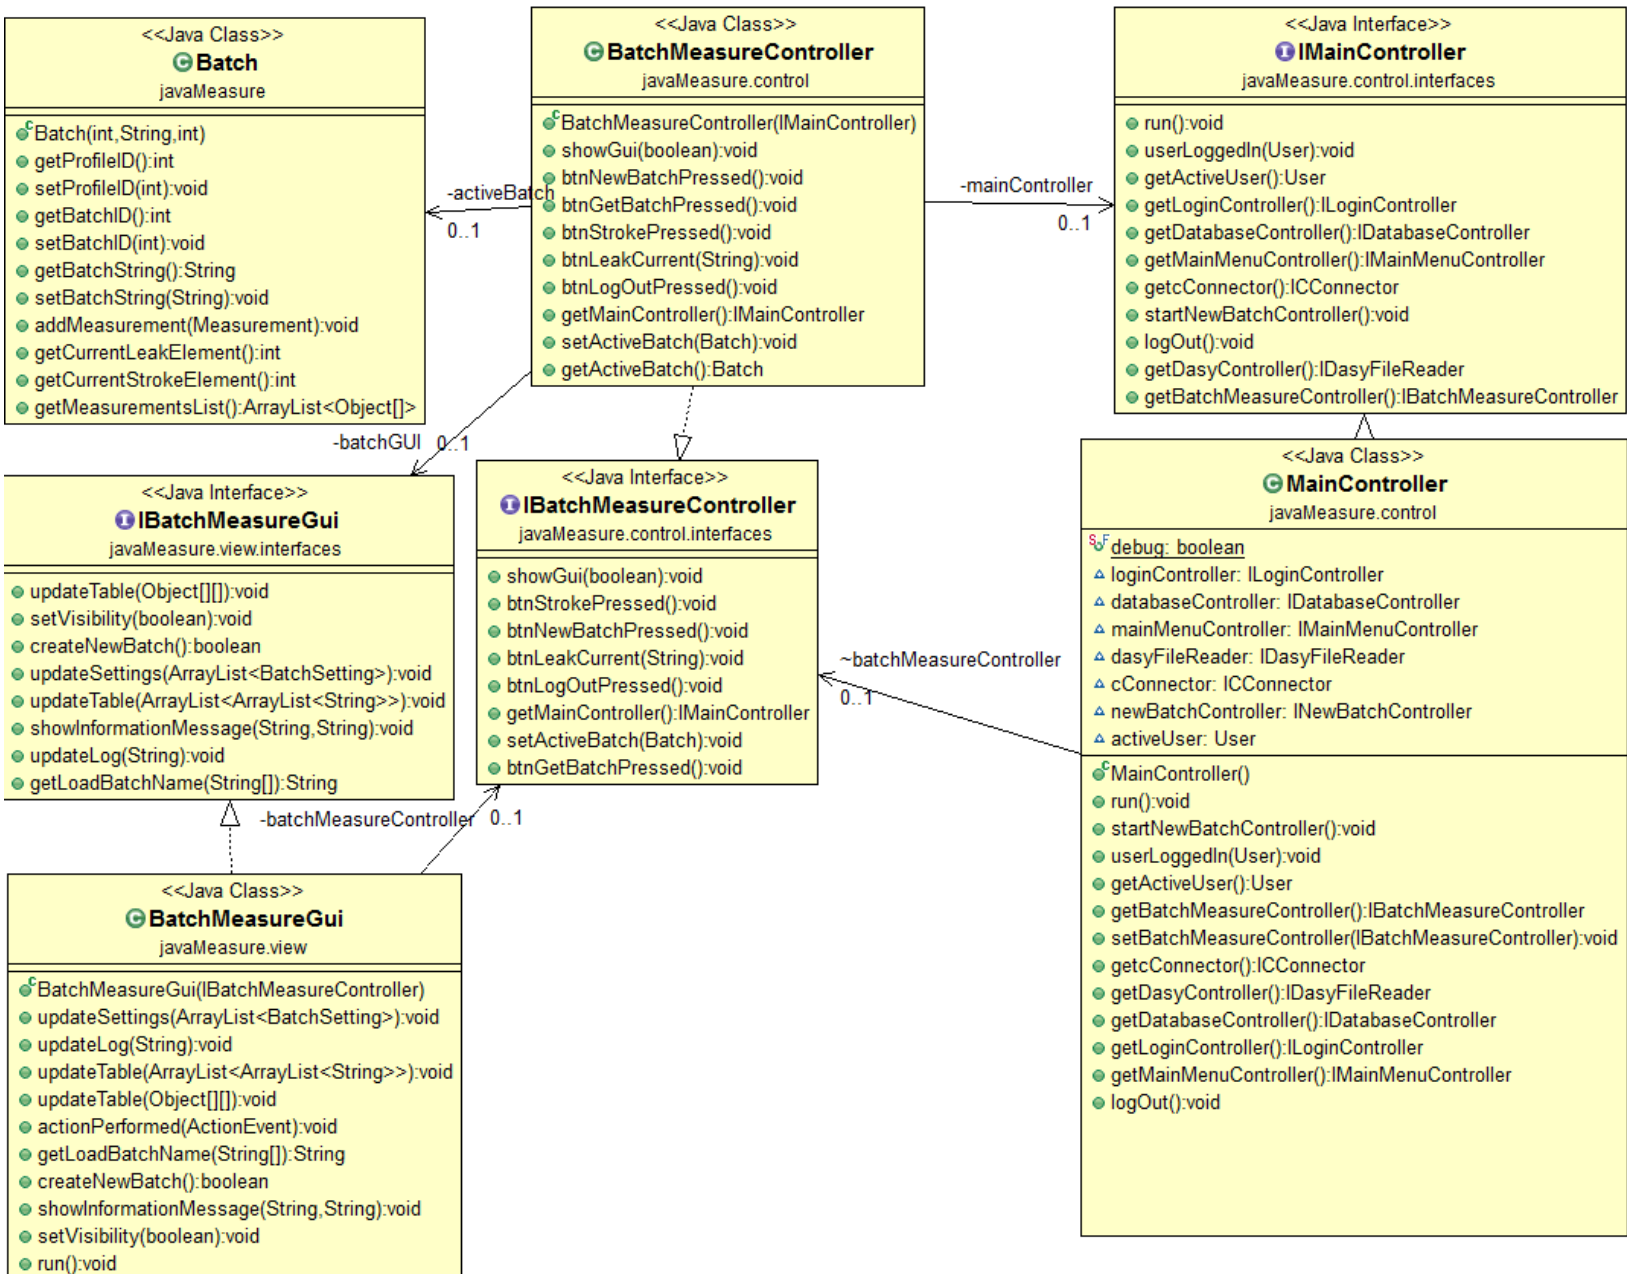 <<Java Class>>
Batch
javaMeasure
Batch(int,String,int)
getProfileID():int
setProfileID(int):void
getBatchID():int
setBatchID(int):void
getBatchString():String
setBatchString(String):void
addMeasurement(Measurement):void
getCurrentLeakElement():int
getCurrentStrokeElement():int
getMeasurementsList():ArrayList<Object[]>
-activeBatch
0..1
<<Java Class>>
BatchMeasureController
javaMeasure.control
BatchMeasureController(IMainController)
showGui(boolean):void
btnNewBatchPressed():void
btnGetBatchPressed():void
btnStrokePressed():void
btnLeakCurrent(String):void
btnLogOutPressed():void
getMainController():IMainController
setActiveBatch(Batch):void
getActiveBatch():Batch
-mainController
0..1
<<Java Interface>>
IMainController
javaMeasure.control.interfaces
run():void
userLoggedIn(User):void
getActiveUser():User
getLoginController():ILoginController
getDatabaseController():IDatabaseController
getMainMenuController():IMainMenuController
getcConnector():ICConnector
startNewBatchController():void
logOut():void
getDasyController():IDasyFileReader
getBatchMeasureController():IBatchMeasureController
-batchGUI 0..1
<<Java Interface>>
IBatchMeasureGui
javaMeasure.view.interfaces
updateTable(Object[][]):void
setVisibility(boolean):void
createNewBatch():boolean
updateSettings(ArrayList<BatchSetting>):void
updateTable(ArrayList<ArrayList<String>>):void
showInformationMessage(String,String):void
updateLog(String):void
getLoadBatchName(String[]):String
<<Java Interface>>
IBatchMeasureController
javaMeasure.control.interfaces
showGui(boolean):void
btnStrokePressed():void
btnNewBatchPressed():void
btnLeakCurrent(String):void
btnLogOutPressed():void
getMainController():IMainController
setActiveBatch(Batch):void
btnGetBatchPressed():void
~batchMeasureController
0..1
<<Java Class>>
MainController
javaMeasure.control
debug: boolean
loginController: ILoginController
databaseController: IDatabaseController
mainMenuController: IMainMenuController
dasyFileReader: IDasyFileReader
cConnector: ICConnector
newBatchController: INewBatchController
activeUser: User
MainController()
run():void
startNewBatchController():void
userLoggedIn(User):void
getActiveUser():User
getBatchMeasureController():IBatchMeasureController
setBatchMeasureController(IBatchMeasureController):void
getcConnector():ICConnector
getDasyController():IDasyFileReader
getDatabaseController():IDatabaseController
getLoginController():ILoginController
getMainMenuController():IMainMenuController
logOut():void
-batchMeasureController 0..1
<<Java Class>>
BatchMeasureGui
javaMeasure.view
BatchMeasureGui(IBatchMeasureController)
updateSettings(ArrayList<BatchSetting>):void
updateLog(String):void
updateTable(ArrayList<ArrayList<String>>):void
updateTable(Object[][]):void
actionPerformed(ActionEvent):void
getLoadBatchName(String[]):String
createNewBatch():boolean
showInformationMessage(String,String):void
setVisibility(boolean):void
run():void